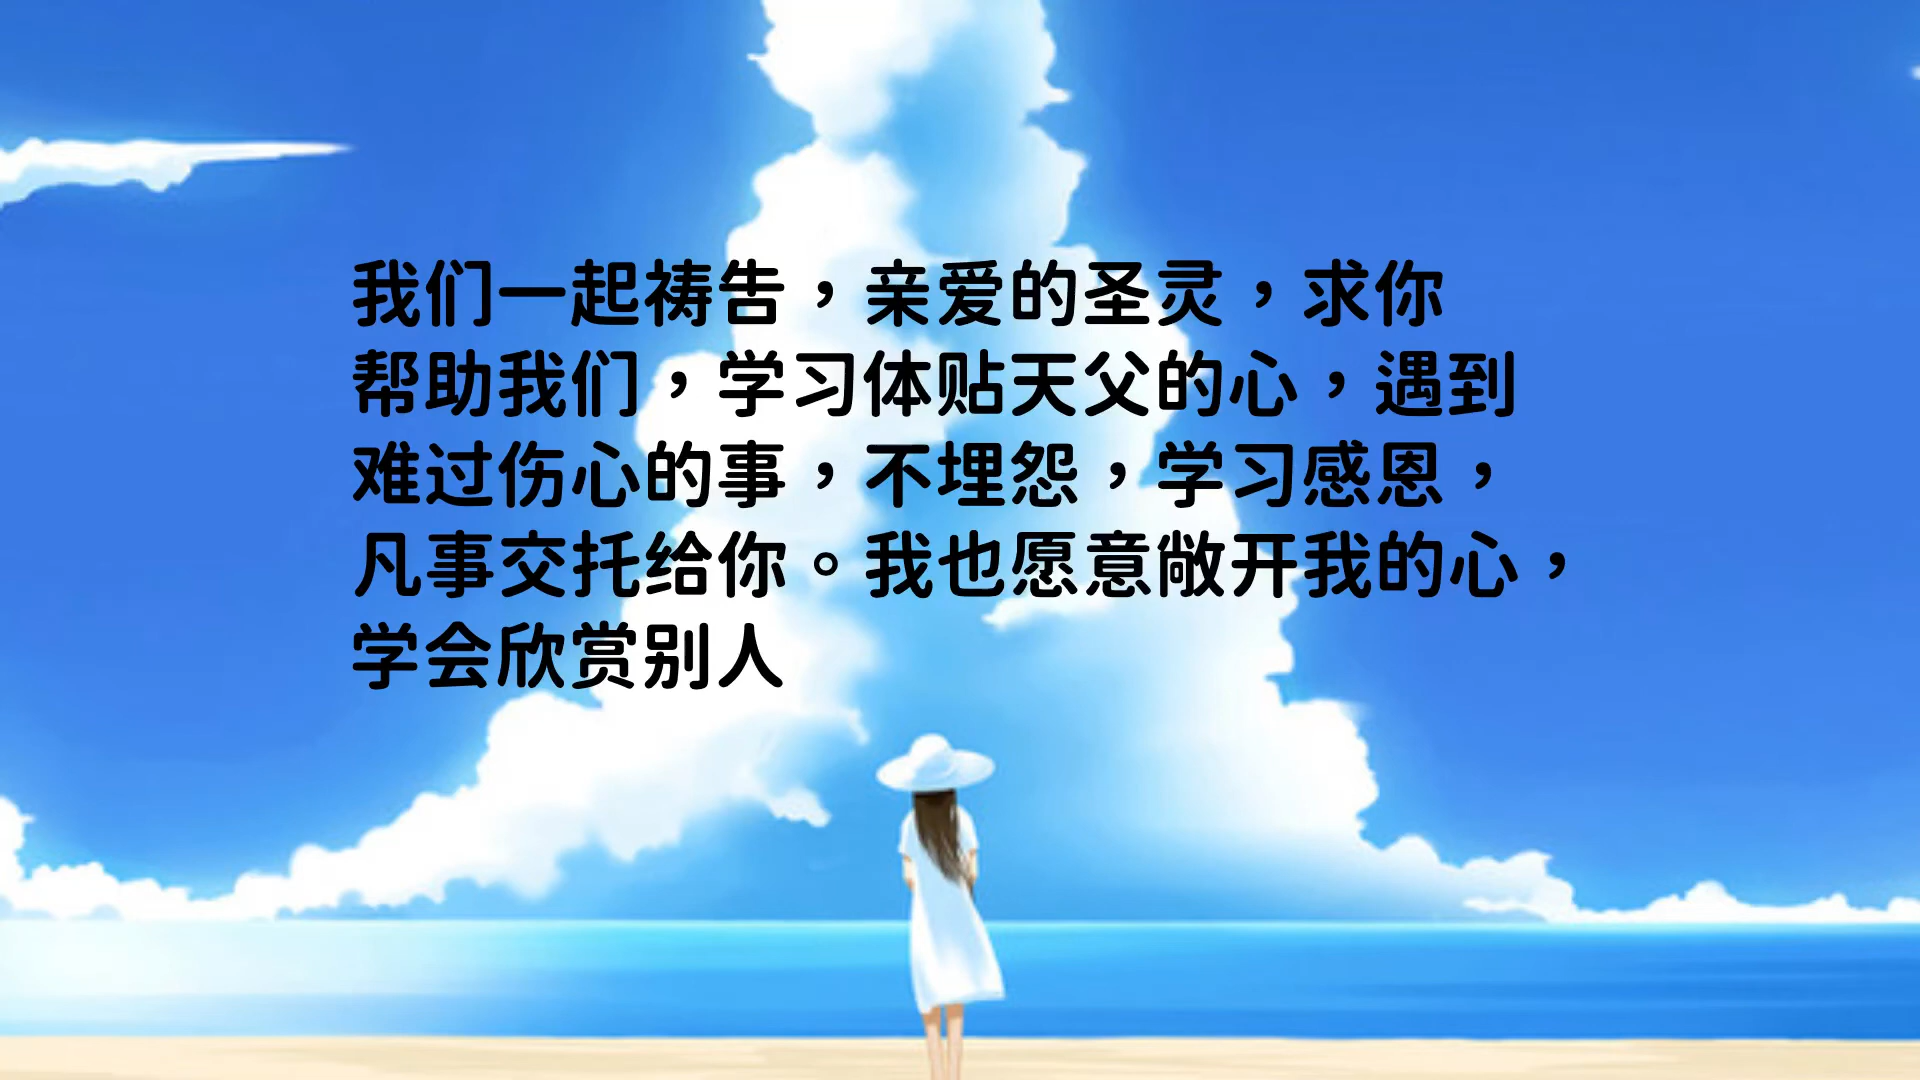 我们一起祷告，亲爱的圣灵，求你
帮助我们，学习体贴天父的心，遇到
难过伤心的事，不埋怨，学习感恩，
凡事交托给你。我也愿意敞开我的心，
学会欣赏别人